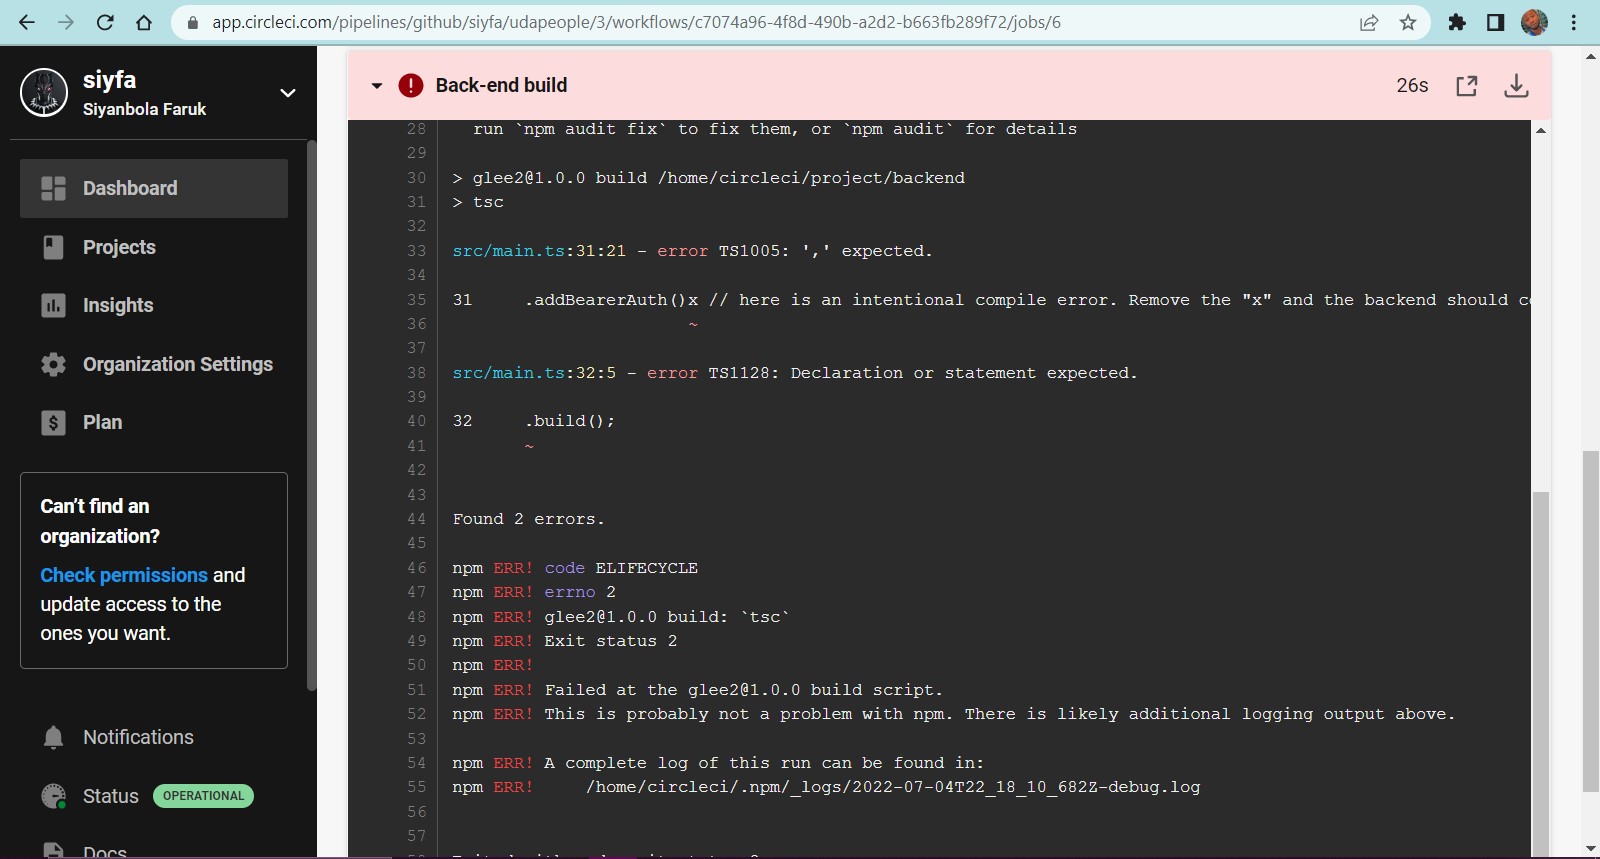 app.circleci.com/pipelines/github/siyfa/udapeople/3/workflows/c7074a96-4f8d-490b-a2d2-b663fb289f72/jobs/6
siyfa
Siyanbola Faruk
Dashboard
Projects
Insights
Organization Settings
Plan
Can't find an
organization?
Check permissions and
update access to the
ones you want.
Notifications
Status OPERATIONAL
Docs
Back-end build 26s
28 run `npm audit fix` to fix them, or `npm audit` for details
29
30 > glee2@1.0.0 build /home/circleci/project/backend
31 > tsc
32
33 src/main.ts:31:21 - error TS1005: ',' expected.
34
35 31 .addBearerAuth()x // here is an intentional compile error. Remove the "x" and the backend should
36 ~
37
38 src/main.ts:32:5 - error TS1128: Declaration or statement expected.
39
40 32 .build();
41 ~
42
43
44 Found 2 errors.
45
46 npm ERR! code ELIFECYCLE
47 npm ERR! errno 2
48 npm ERR! glee2@1.0.0 build: `tsc`
49 npm ERR! Exit status 2
50 npm ERR!
51 npm ERR! Failed at the glee2@1.0.0 build script.
52 npm ERR! This is probably not a problem with npm. There is likely additional logging output above.
53
54 npm ERR! A complete log of this run can be found in:
55 npm ERR! /home/circleci/.npm/_logs/2022-07-04T22_18_10_682Z-debug.log
56
57